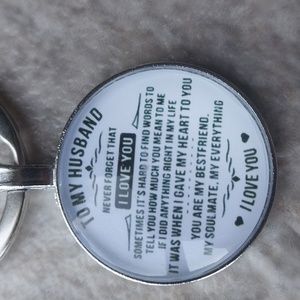 TO MY HUSBAND
NEVER FORGET THAT
I LOVE YOU
SOMETIMES IT'S HARD TO FIND WORDS TO
TELL YOU HOW MUCH YOU MEAN TO ME
IF I DID ANYTHING RIGHT IN MY LIFE
IT WAS WHEN I GAVE MY HEART TO YOU
YOU ARE MY BESTFRIEND,
MY SOULMATE, MY EVERYTHING
I LOVE YOU